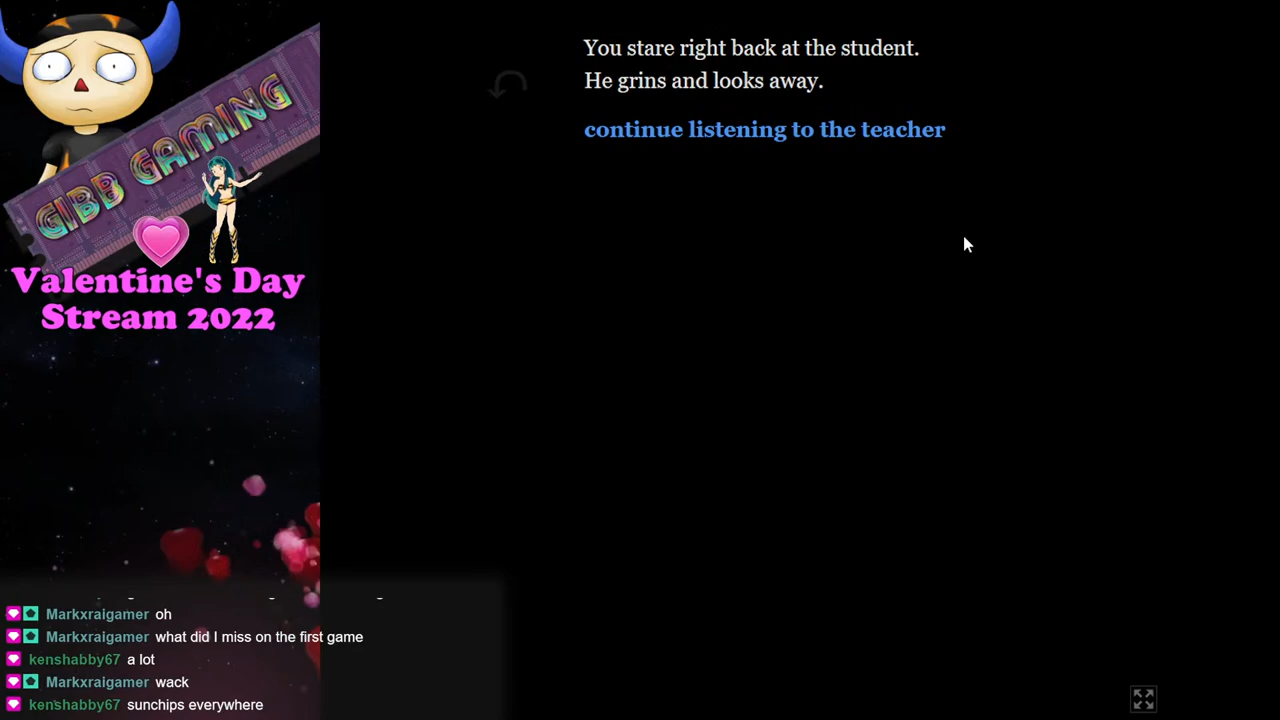 You stare right back at the student.
He grins and looks away.
continue listening to the teacher
GIBB GAMING
Valentine's Day
Stream 2022
Markxraigamer oh
Markxraigamer what did I miss on the first game
kenshabby67 a lot
Markxraigamer wack
kenshabby67 sunchips everywhere